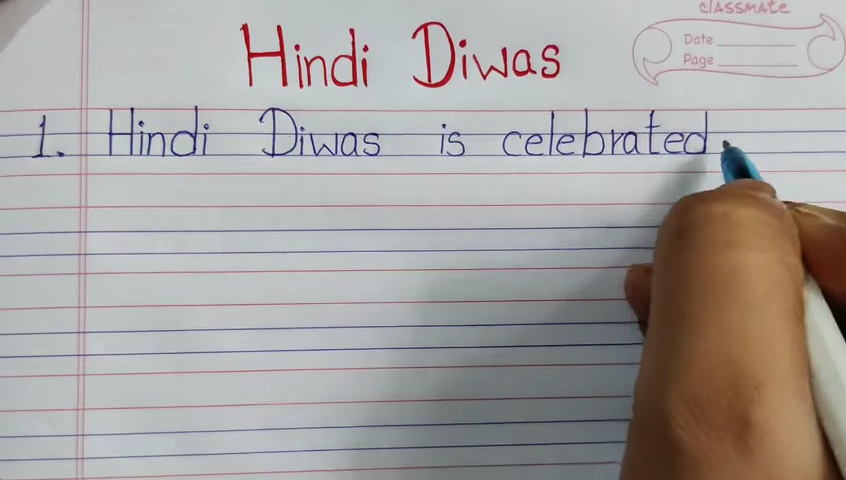 classmate
Date
Page
Hindi Diwas
1. Hindi Diwas is celebrated